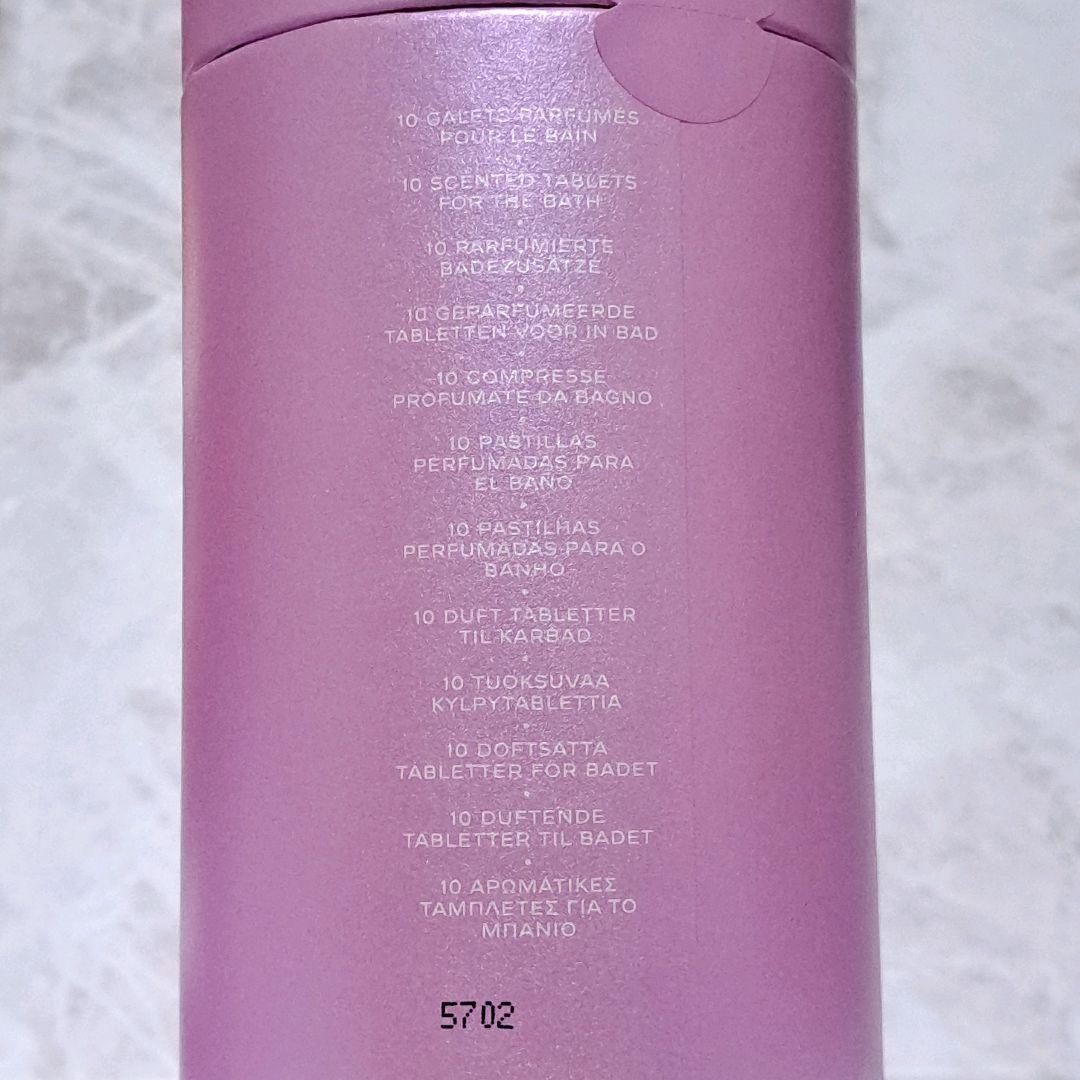 10 GALETS PARFUMÉS
POUR LE BAIN
10 SCENTED TABLETS
FOR THE BATH
10 PARFUMIERTE
BADEZUSÄTZE
10 GEPARFUMEERDE
TABLETTEN VOOR IN BAD
10 COMPRESSE
PROFUMATE DA BAGNO
10 PASTILLAS
PERFUMADAS PARA
EL BAÑO
10 PASTILHAS
PERFUMADAS PARA O
BANHO
10 DUFT TABLETTER
TIL KARBAD
10 TUOKSUVAA
KYLPYTABLETTIA
10 DOFTSATTA
TABLETTER FÖR BADET
10 DUFTENDE
TABLETTER TIL BADET
10 ΑΡΩΜΑΤΙΚΕΣ
ΤΑΜΠΛΕΤΕΣ ΓΙΑ ΤΟ
ΜΠΑΝΙΟ
5702